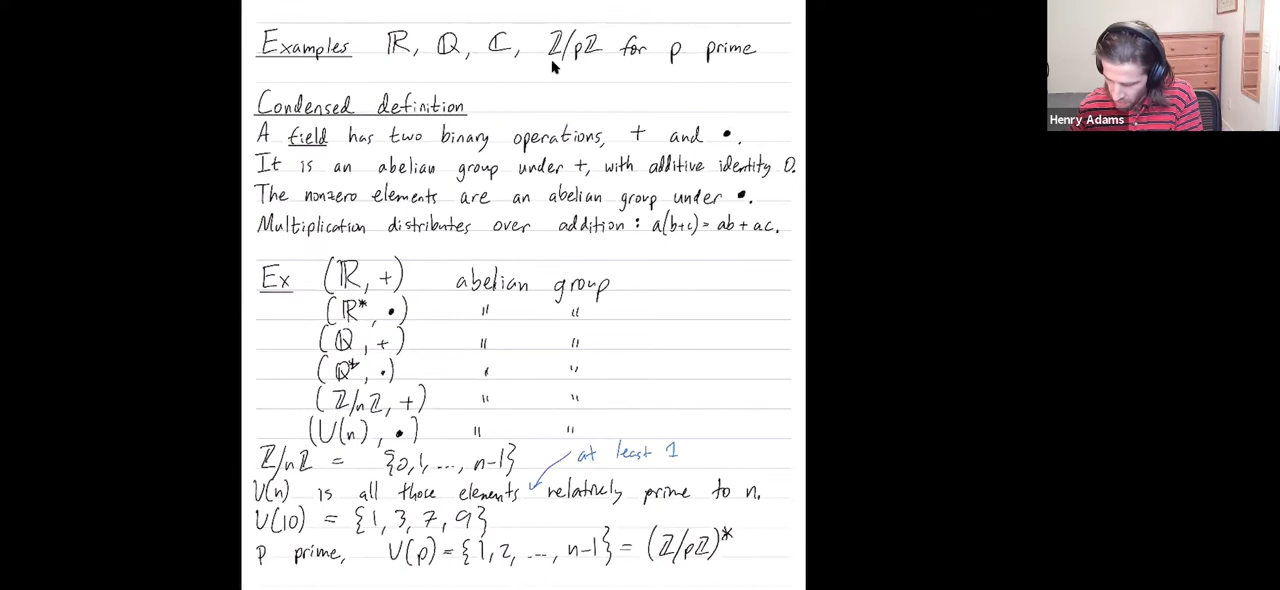 Examples ℝ, ℚ, ℂ, ℤ/pℤ for p prime
Condensed definition
A field has two binary operations, + and •.
It is an abelian group under +, with additive identity 0.
The nonzero elements are an abelian group under •.
Multiplication distributes over addition : a(b+c) = ab + ac.
Ex (ℝ, +) abelian group
(ℝ*, •) " "
(ℚ, +) " "
(ℚ*, •) " "
(ℤ/nℤ, +) " "
(U(n), •) " "
ℤ/nℤ = {0, 1, ..., n-1}
at least 1
U(n) is all those elements relatively prime to n.
U(10) = {1, 3, 7, 9}
p prime, U(p) = {1, 2, ..., n-1} = (ℤ/pℤ)*
Henry Adams